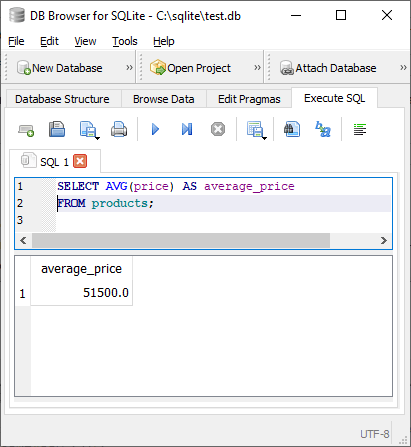 DB Browser for SQLite - C:\sqlite\test.db
File Edit View Tools Help
New Database » Open Project » Attach Database »
Database Structure Browse Data Edit Pragmas Execute SQL
SQL 1
1 SELECT AVG(price) AS average_price
2 FROM products;
3
average_price
1 51500.0
UTF-8